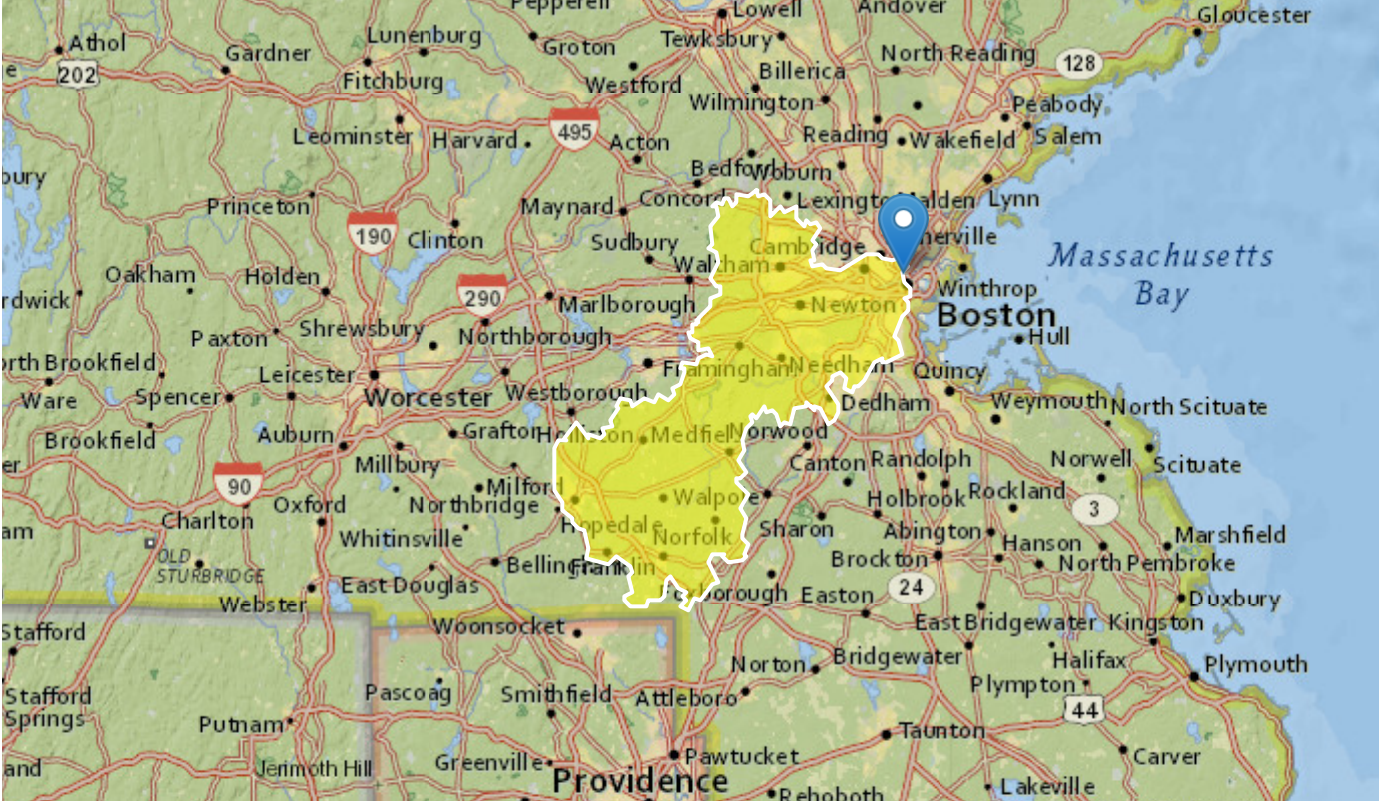 Pepperell
Lowell
Andover
Gloucester
Athol
Lunenburg
Gardner
Groton
Tewksbury
North Reading
202
Fitchburg
Westford
Billerica
128
Wilmington
Peabody
Leominster
Harvard
495
Acton
Reading
Wakefield
Salem
Bedford
Woburn
Princeton
Maynard
Concord
Lexington
Malden
Lynn
190
Clinton
Sudbury
Cambridge
merville
Massachusetts
Bay
Oakham
Holden
Waltham
rdwick
290
Marlborough
Newton
Winthrop
Boston
Paxton
Shrewsbury
Northborough
Hull
orth Brookfield
Leicester
Framingham
Needham
Quincy
Ware
Spencer
Worcester
Westborough
Dedham
Weymouth
North Scituate
Brookfield
Auburn
Grafton
Holliston
Medfield
Norwood
Millbury
Canton
Randolph
Norwell
Scituate
90
Oxford
Northbridge
Milford
Walpole
Holbrook
Rockland
3
Charlton
Whitinsville
Hopedale
Norfolk
Sharon
Abington
Hanson
Marshfield
OLD
STURBRIDGE
Bellingham
Franklin
Brockton
North Pembroke
Webster
East Douglas
Foxborough
Easton
24
Duxbury
Stafford
Woonsocket
East Bridgewater
Kingston
Norton
Bridgewater
Halifax
Plymouth
Stafford
Springs
Pascoag
Smithfield
Attleboro
Plympton
Putnam
44
Taunton
and
Jerimoth Hill
Greenville
Pawtucket
Carver
Providence
Rehoboth
Lakeville